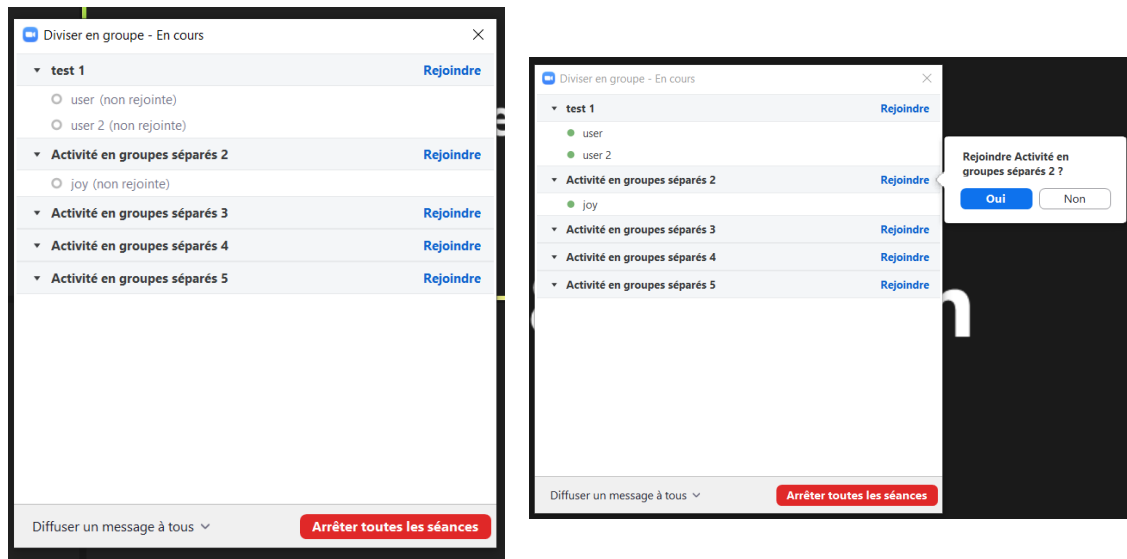 Diviser en groupe - En cours
test 1 Rejoindre
user (non rejointe)
user 2 (non rejointe)
Activité en groupes séparés 2 Rejoindre
joy (non rejointe)
Activité en groupes séparés 3 Rejoindre
Activité en groupes séparés 4 Rejoindre
Activité en groupes séparés 5 Rejoindre
Diffuser un message à tous
Arrêter toutes les séances
Diviser en groupe - En cours
test 1 Rejoindre
user
user 2
Activité en groupes séparés 2 Rejoindre
joy
Activité en groupes séparés 3 Rejoindre
Activité en groupes séparés 4 Rejoindre
Activité en groupes séparés 5 Rejoindre
Diffuser un message à tous
Arrêter toutes les séances
Rejoindre Activité en
groupes séparés 2 ?
Oui Non